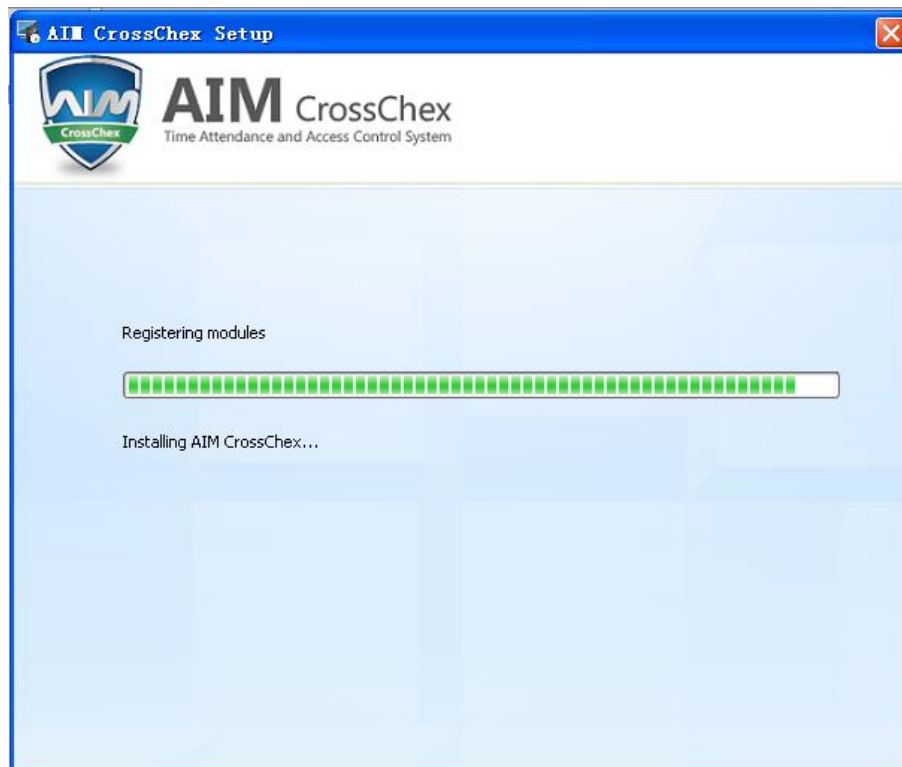 AIM CrossChex Setup
AIM
CrossChex
AIM CrossChex
Time Attendance and Access Control System
Registering modules
Installing AIM CrossChex...